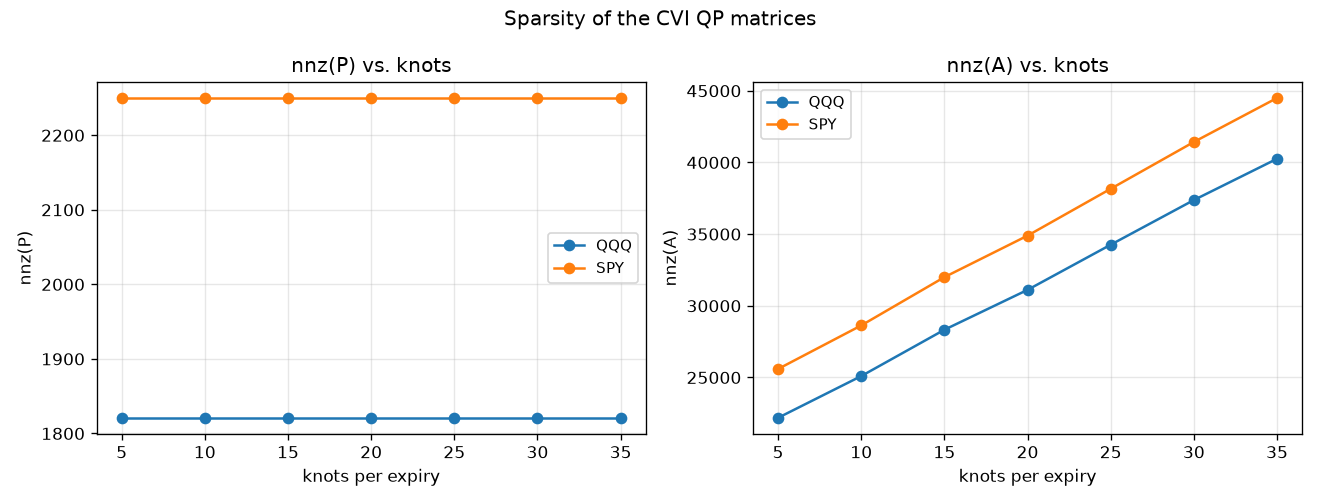 Sparsity of the CVI QP matrices
nnz(P) vs. knots
nnz(P)
2200
2100
2000
1900
1800
QQQ
SPY
5 10 15 20 25 30 35
knots per expiry
nnz(A) vs. knots
nnz(A)
QQQ
SPY
45000
40000
35000
30000
25000
5 10 15 20 25 30 35
knots per expiry